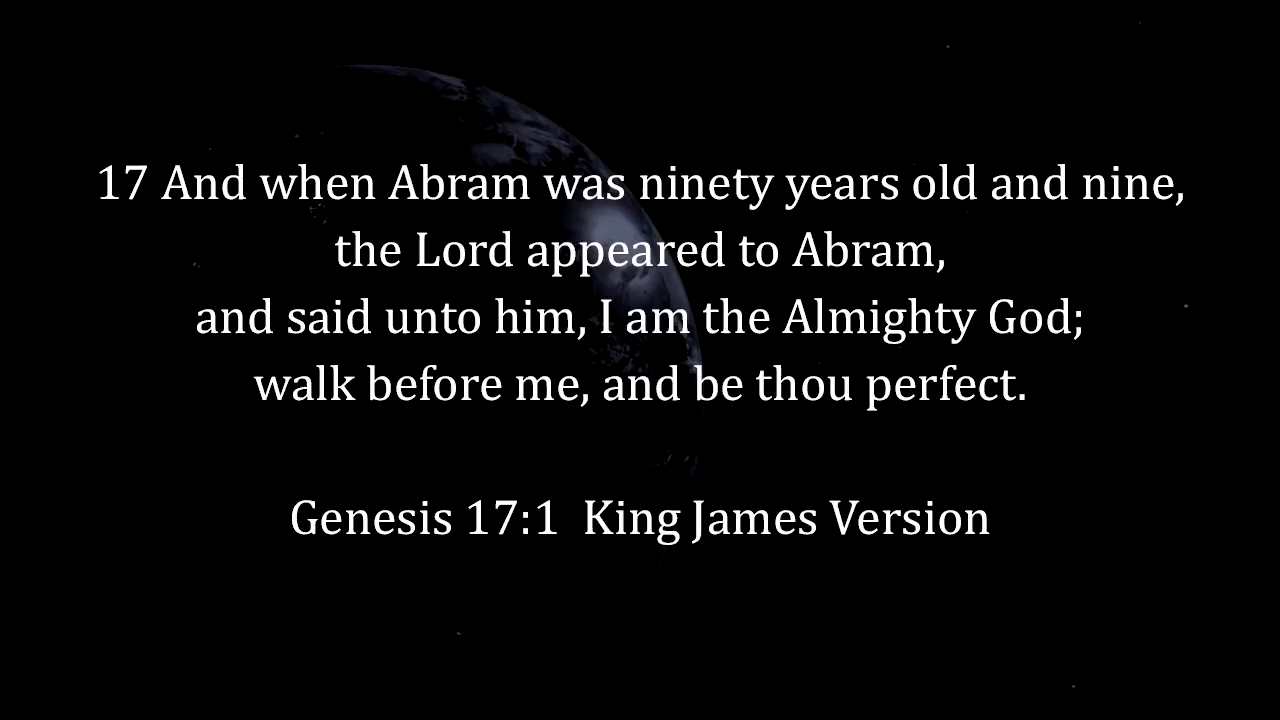 17 And when Abram was ninety years old and nine,
the Lord appeared to Abram,
and said unto him, I am the Almighty God;
walk before me, and be thou perfect.
Genesis 17:1  King James Version